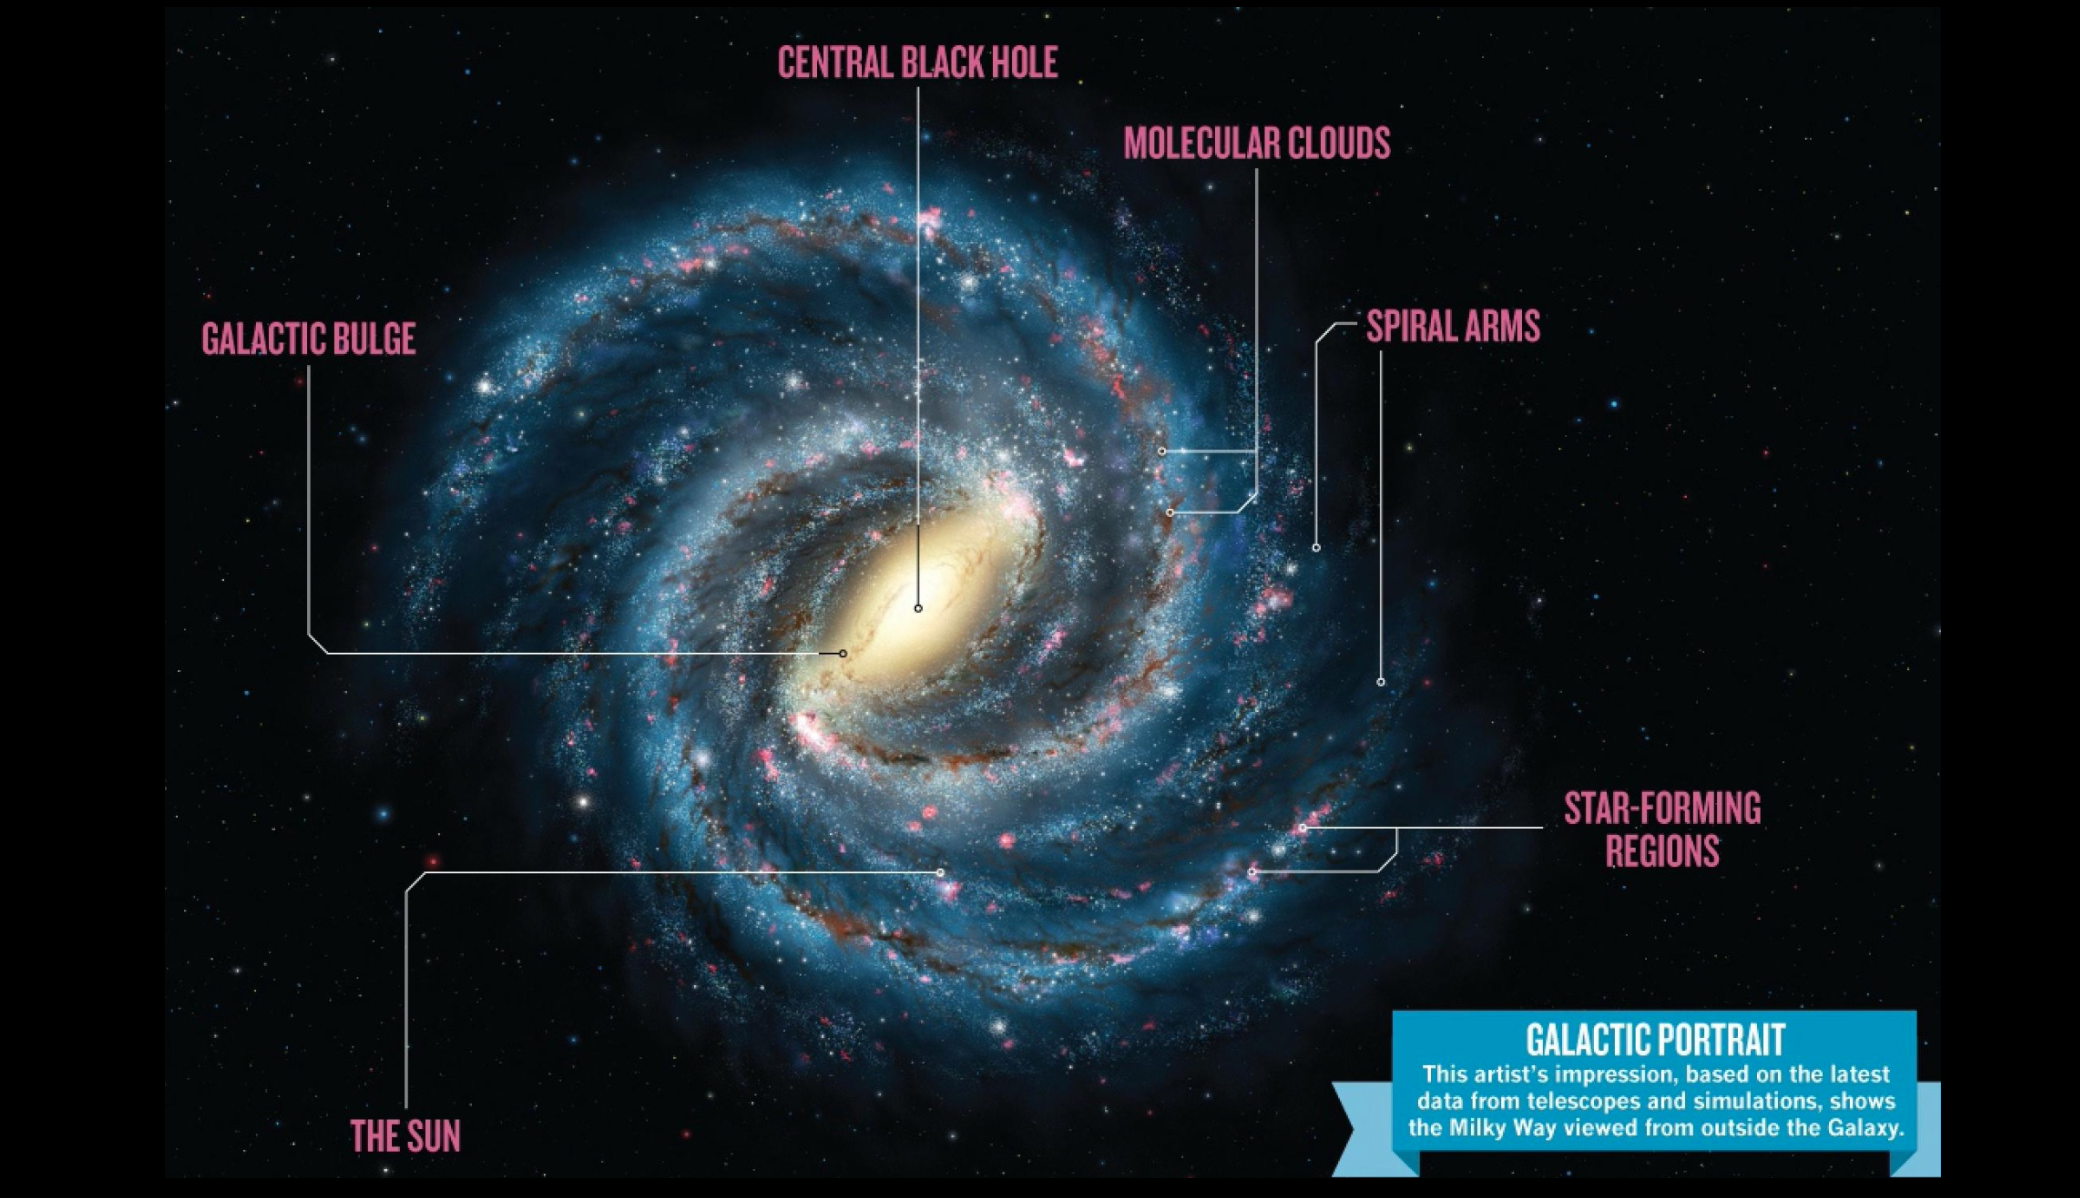 CENTRAL BLACK HOLE
MOLECULAR CLOUDS
SPIRAL ARMS
GALACTIC BULGE
STAR-FORMING
REGIONS
THE SUN
GALACTIC PORTRAIT
This artist's impression, based on the latest
data from telescopes and simulations, shows
the Milky Way viewed from outside the Galaxy.